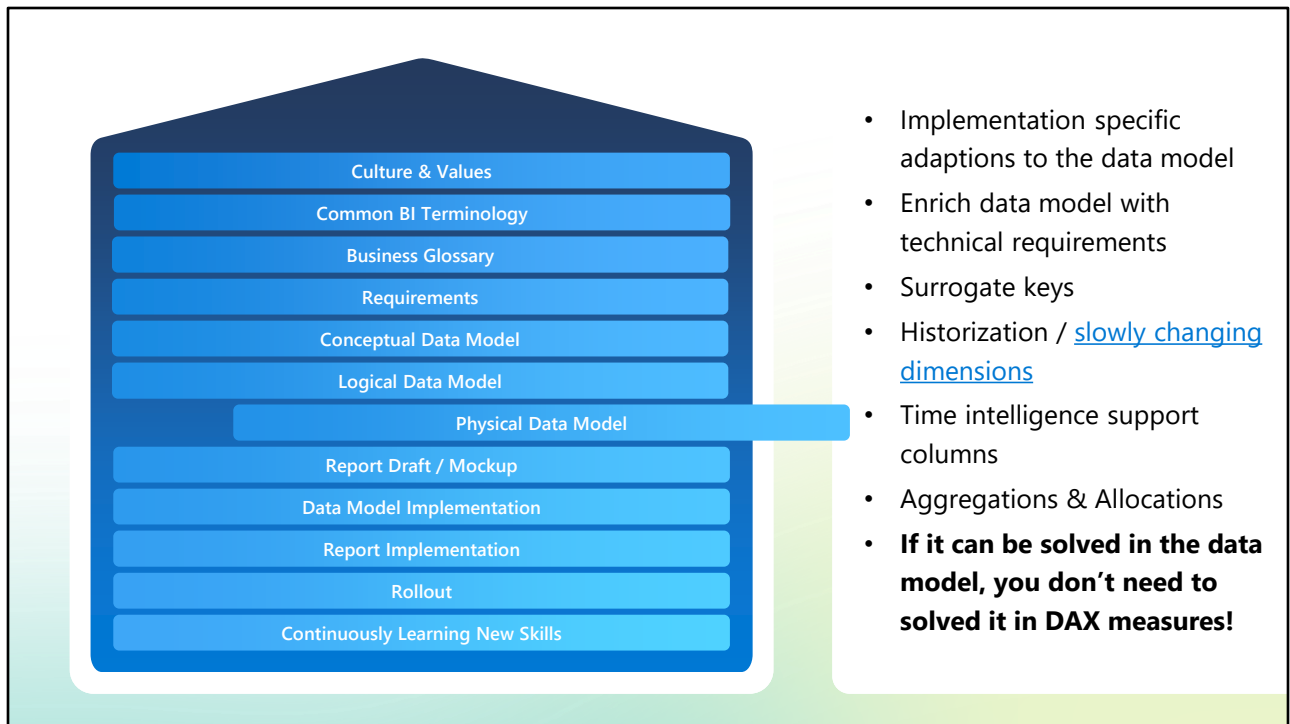 Culture & Values
Common BI Terminology
Business Glossary
Requirements
Conceptual Data Model
Logical Data Model
Physical Data Model
Report Draft / Mockup
Data Model Implementation
Report Implementation
Rollout
Continuously Learning New Skills
• Implementation specific
adaptions to the data model
• Enrich data model with
technical requirements
• Surrogate keys
• Historization / slowly changing
dimensions
• Time intelligence support
columns
• Aggregations & Allocations
• If it can be solved in the data
model, you don’t need to
solved it in DAX measures!